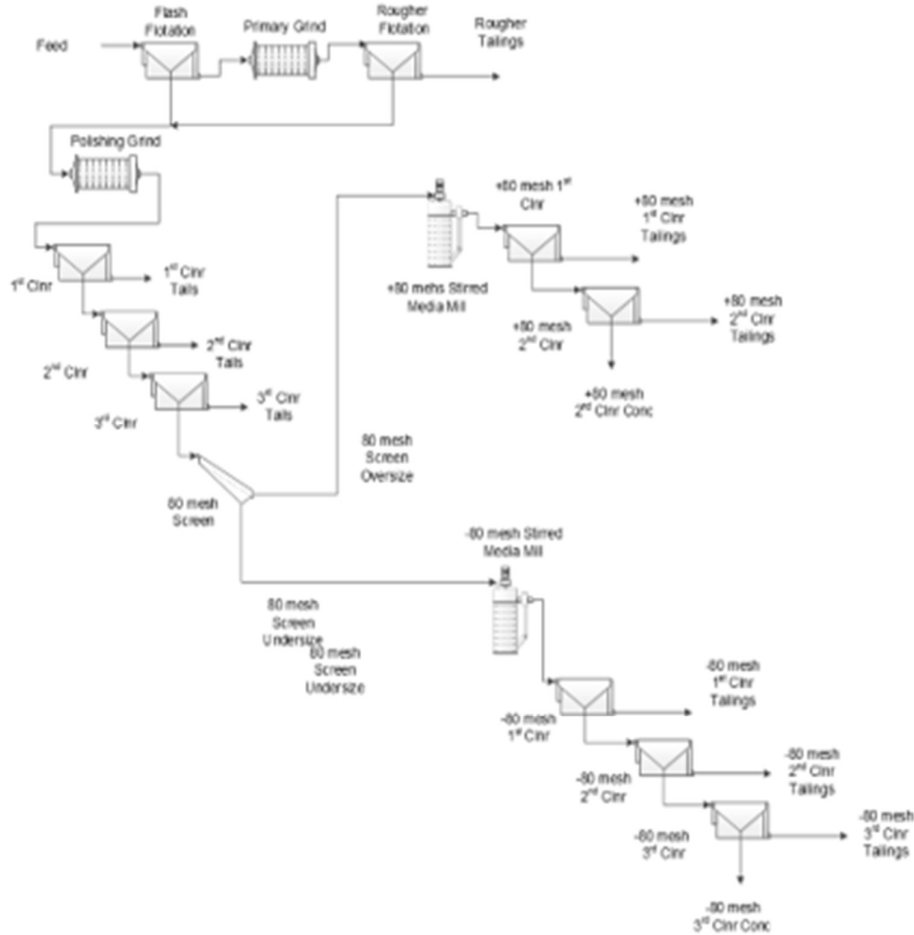 Flash
Flotation
Primary Grind
Rougher
Flotation
Rougher
Tailings
Feed
Polishing Grind
+80 mesh 1st
Clnr
+80 mesh
1st Clnr
Tailings
1st Clnr
1st Clnr
Tails
+80 mehs Stirred
Media Mill
+80 mesh
2nd Clnr
+80 mesh
2nd Clnr
Tailings
2nd Clnr
2nd Clnr
Tails
+80 mesh
2nd Clnr Conc
3rd Clnr
3rd Clnr
Tails
80 mesh
Screen
Oversize
80 mesh
Screen
-80 mesh Stirred
Media Mill
80 mesh
Screen
Undersize
80 mesh
Screen
Undersize
-80 mesh
1st Clnr
Tailings
-80 mesh
1st Clnr
-80 mesh
2nd Clnr
Tailings
-80 mesh
2nd Clnr
-80 mesh
3rd Clnr
Tailings
-80 mesh
3rd Clnr
-80 mesh
3rd Clnr Conc